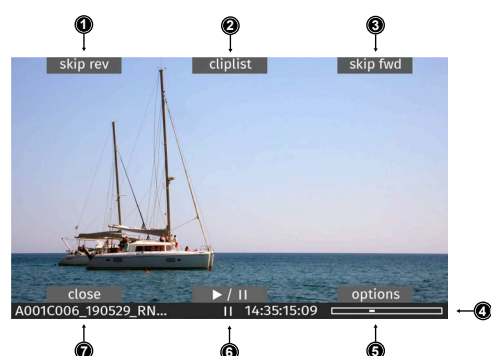 1 2 3
skip rev cliplist skip fwd
close ▶ / II options
A001C006_190529_RN... II 14:35:15:09
4
7 6 5